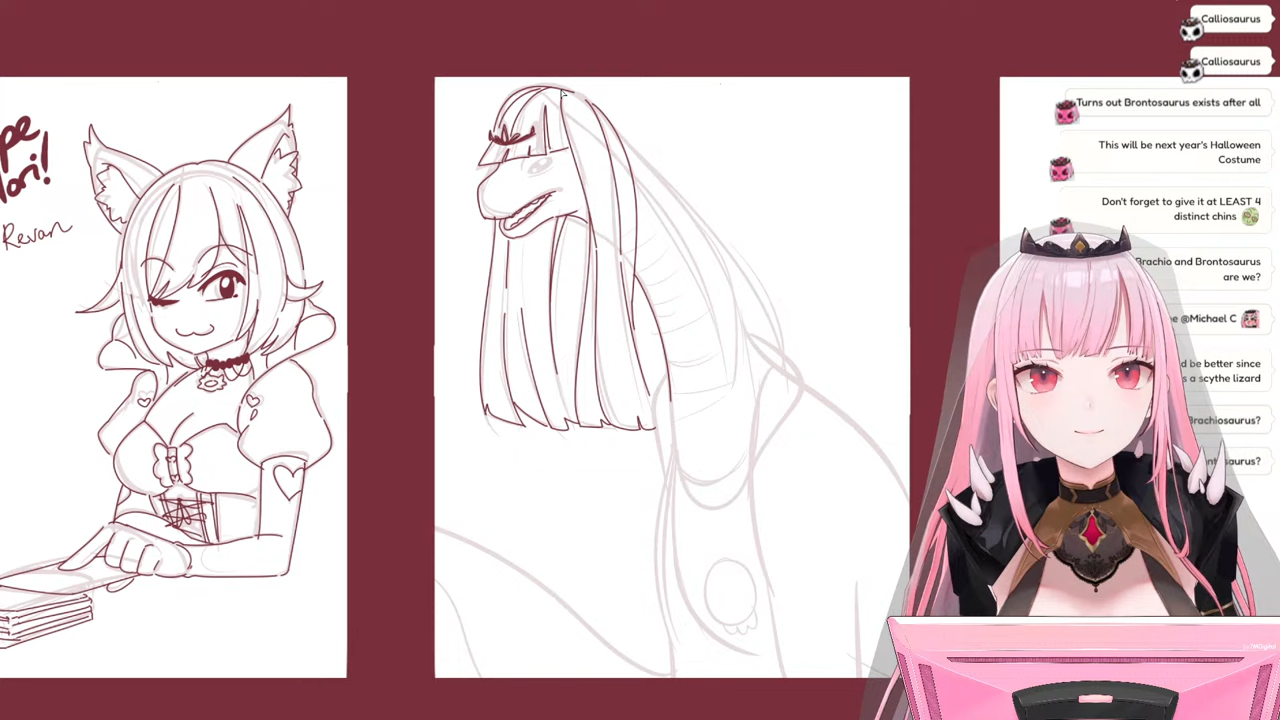 Revan
Calliosaurus
Calliosaurus
Turns out Brontosaurus exists after all
This will be next year's Halloween
Costume
Don't forget to give it at LEAST 4
distinct chins
Brachio and Brontosaurus
are we?
@Michael C
be better since
s a scythe lizard
Brachiosaurus?
saurus?